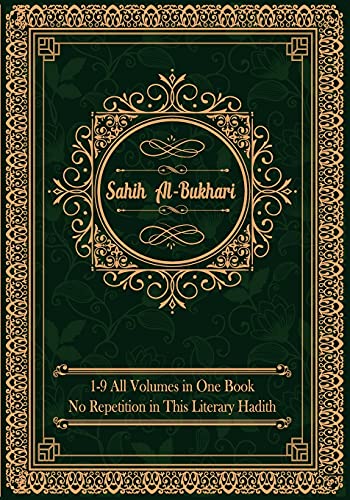 Sahih Al-Bukhari
1-9 All Volumes in One Book
No Repetition in This Literary Hadith